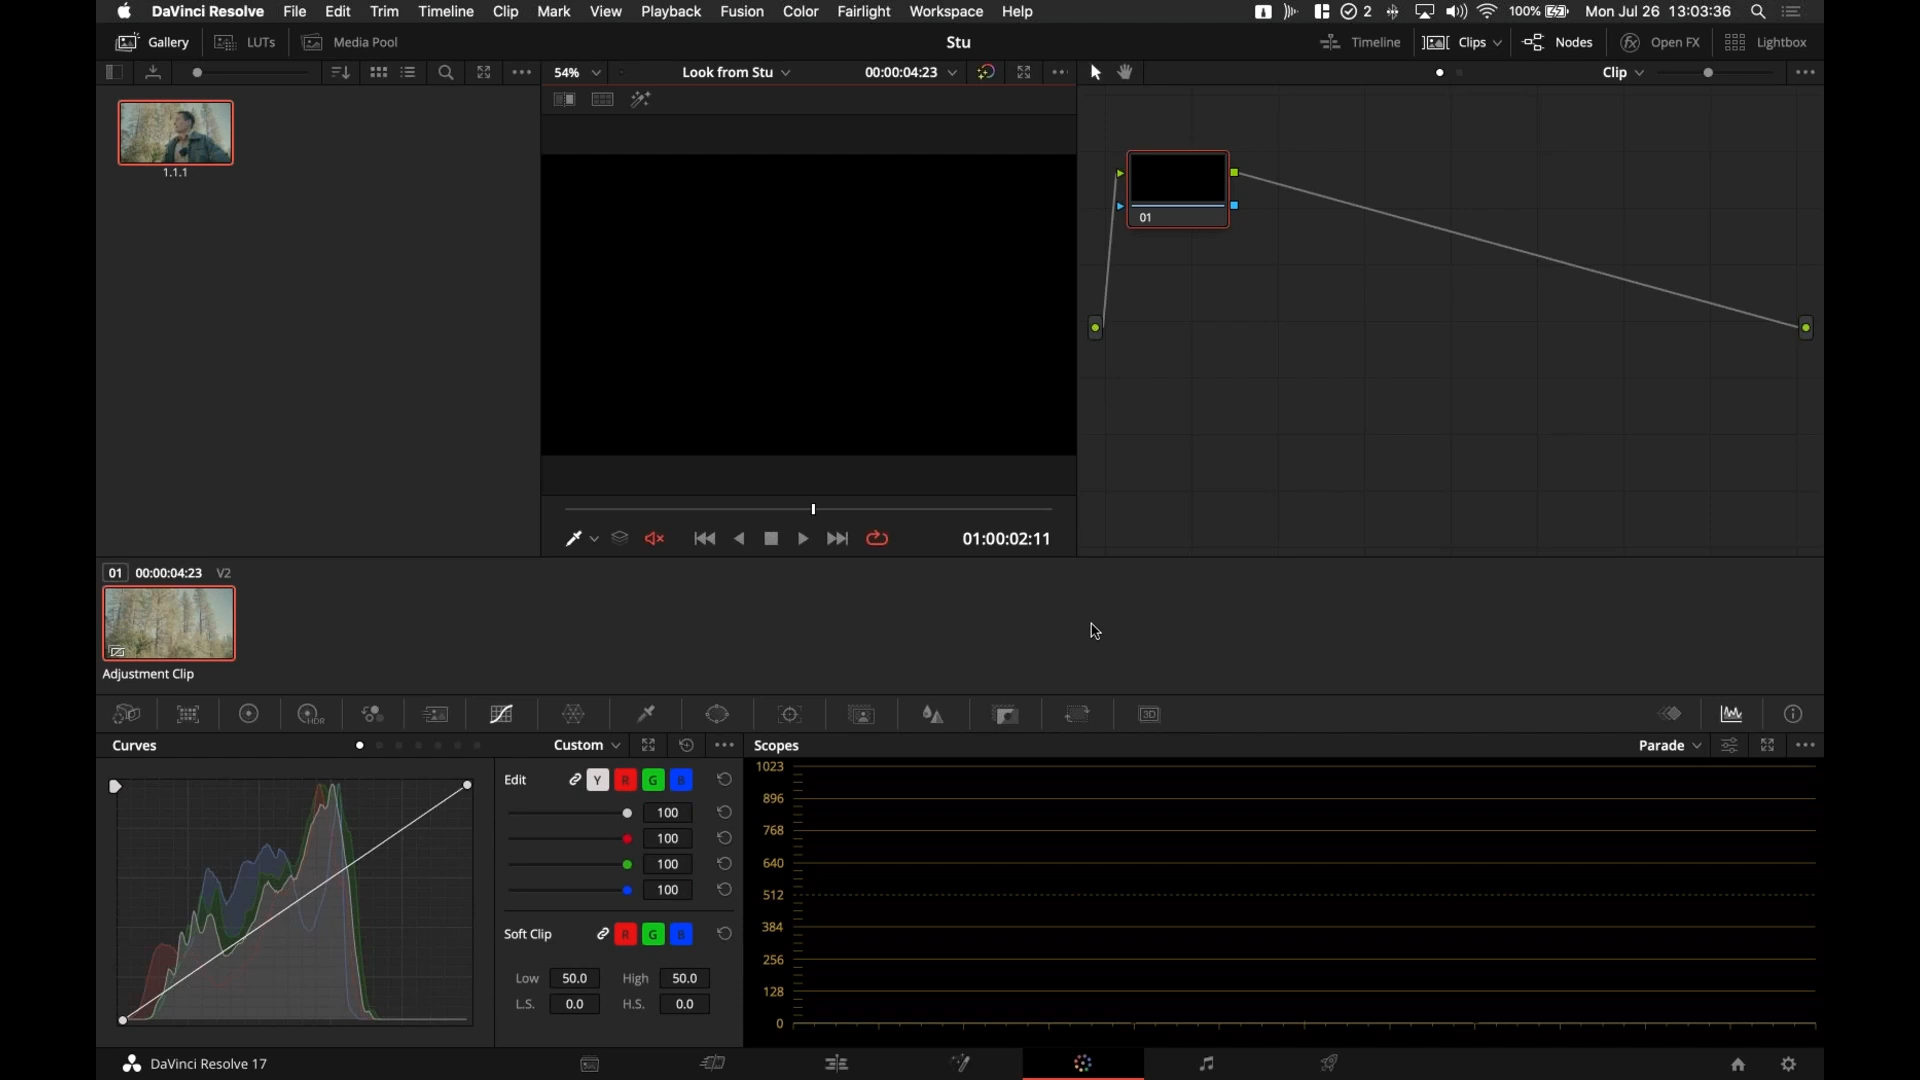 DaVinci Resolve File Edit Trim Timeline Clip Mark View Playback Fusion Color Fairlight Workspace Help 2 100% Mon Jul 26 13:03:36
Gallery LUTs Media Pool Stu Timeline Clips Nodes Open FX Lightbox
54% Look from Stu 00:00:04:23 Clip
1.1.1
01
01:00:02:11
01 00:00:04:23 V2
Adjustment Clip
HDR 3D
Curves Custom
Scopes Parade
Edit Y R G B
100
100
100
100
Soft Clip R G B
Low 50.0 High 50.0
L.S. 0.0 H.S. 0.0
1023
896
768
640
512
384
256
128
0
DaVinci Resolve 17